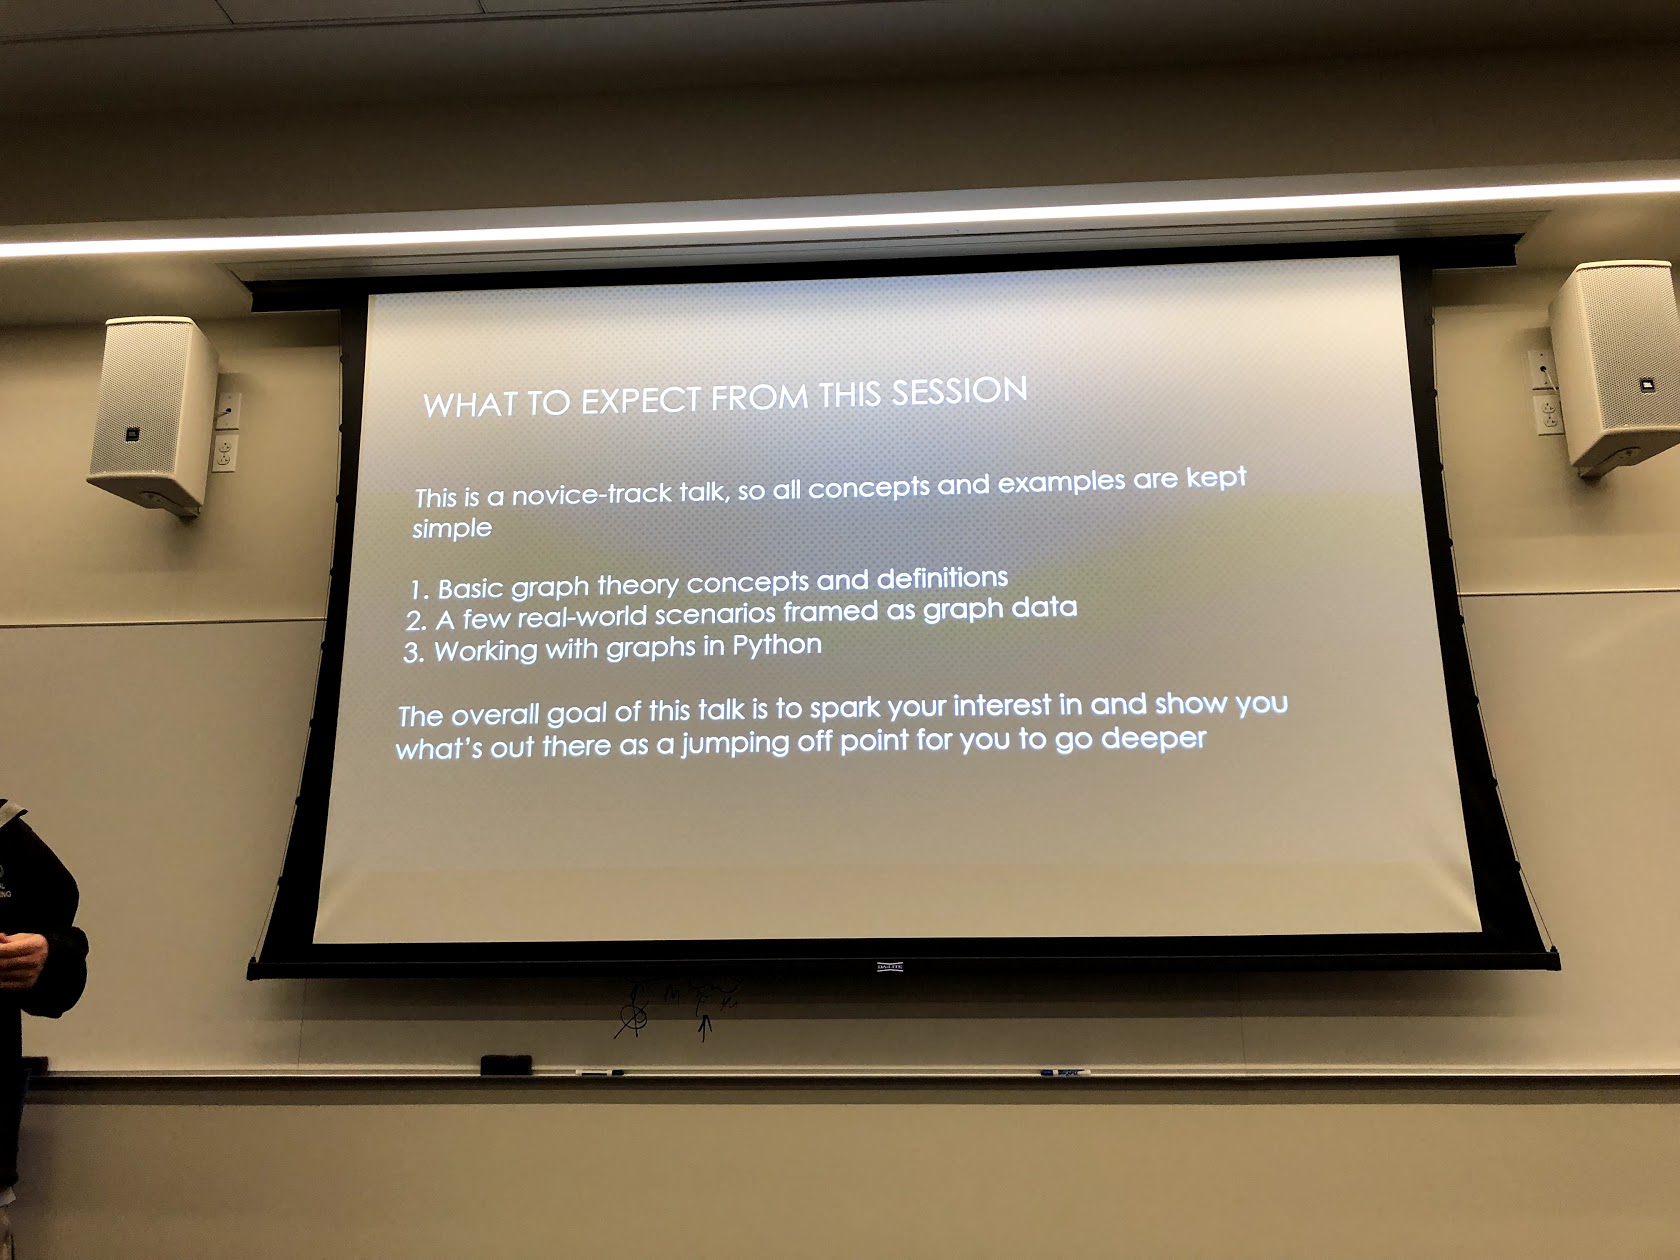 WHAT TO EXPECT FROM THIS SESSION
This is a novice-track talk, so all concepts and examples are kept
simple
1. Basic graph theory concepts and definitions
2. A few real-world scenarios framed as graph data
3. Working with graphs in Python
The overall goal of this talk is to spark your interest in and show you
what's out there as a jumping off point for you to go deeper
DA-LITE